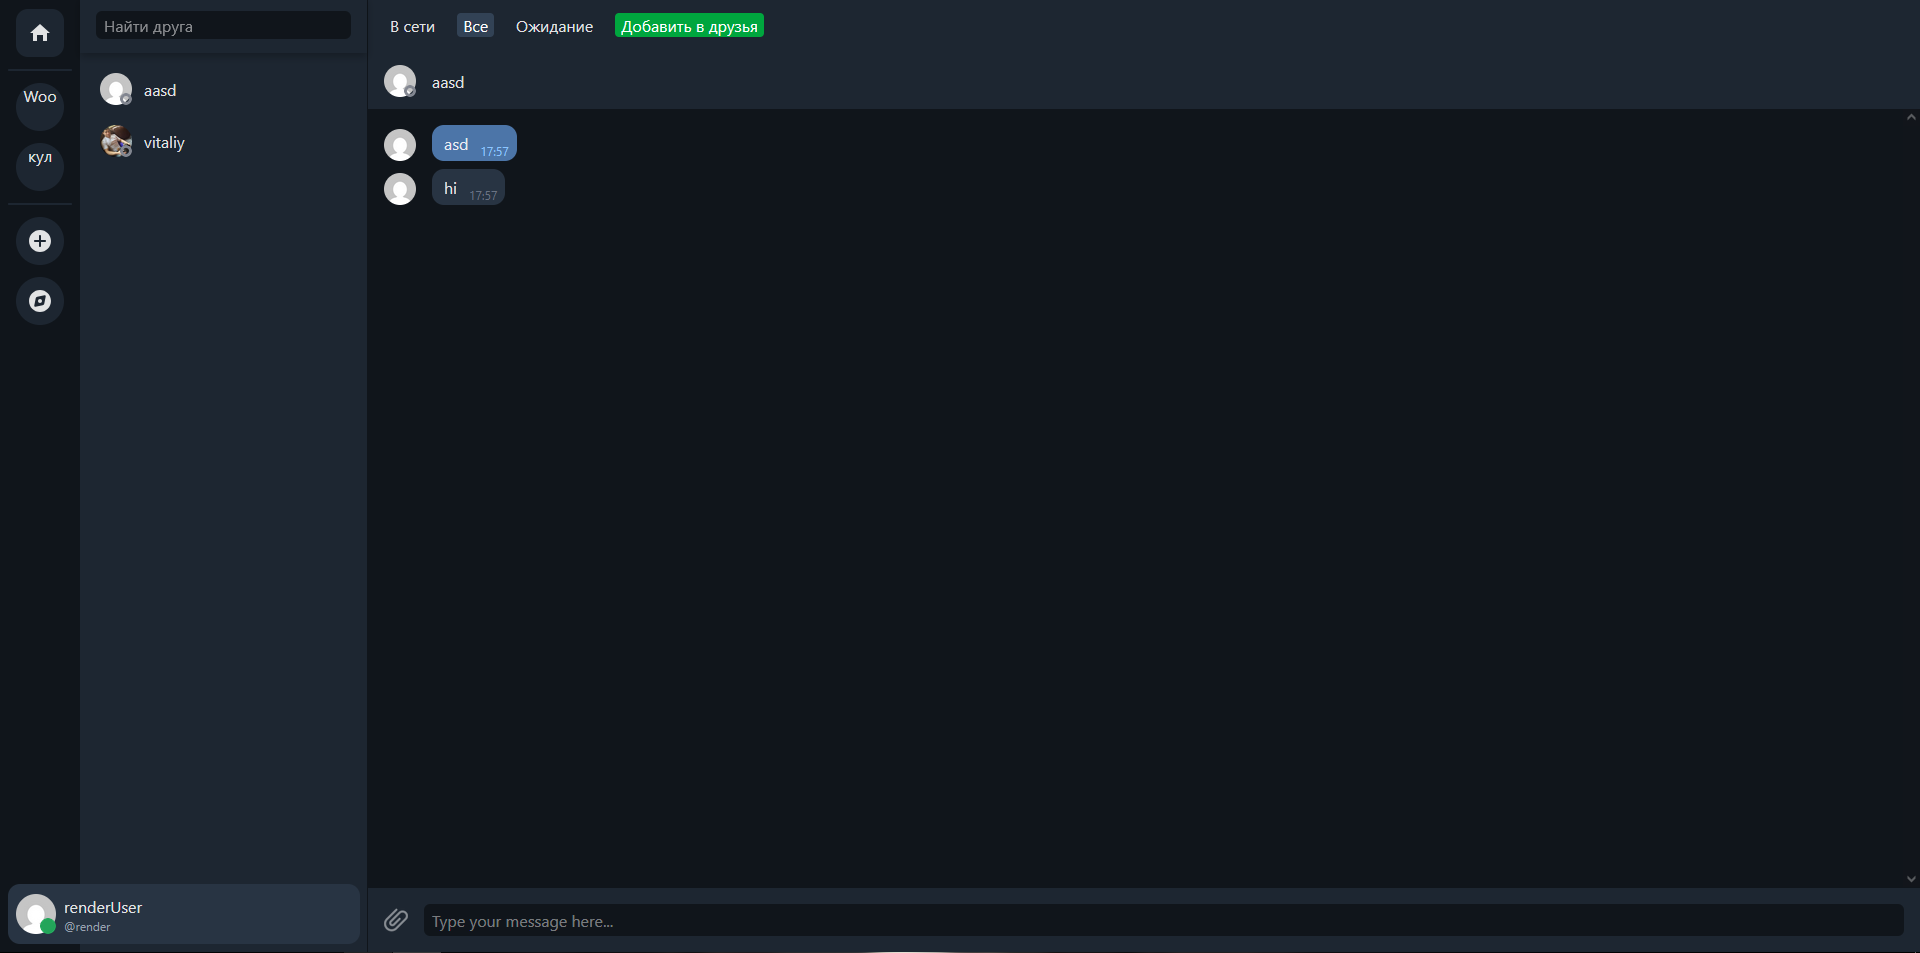 Woo
кул
Найти друга
aasd
vitaliy
renderUser
@render
В сети Все Ожидание Добавить в друзья
aasd
asd 17:57
hi 17:57
Type your message here...